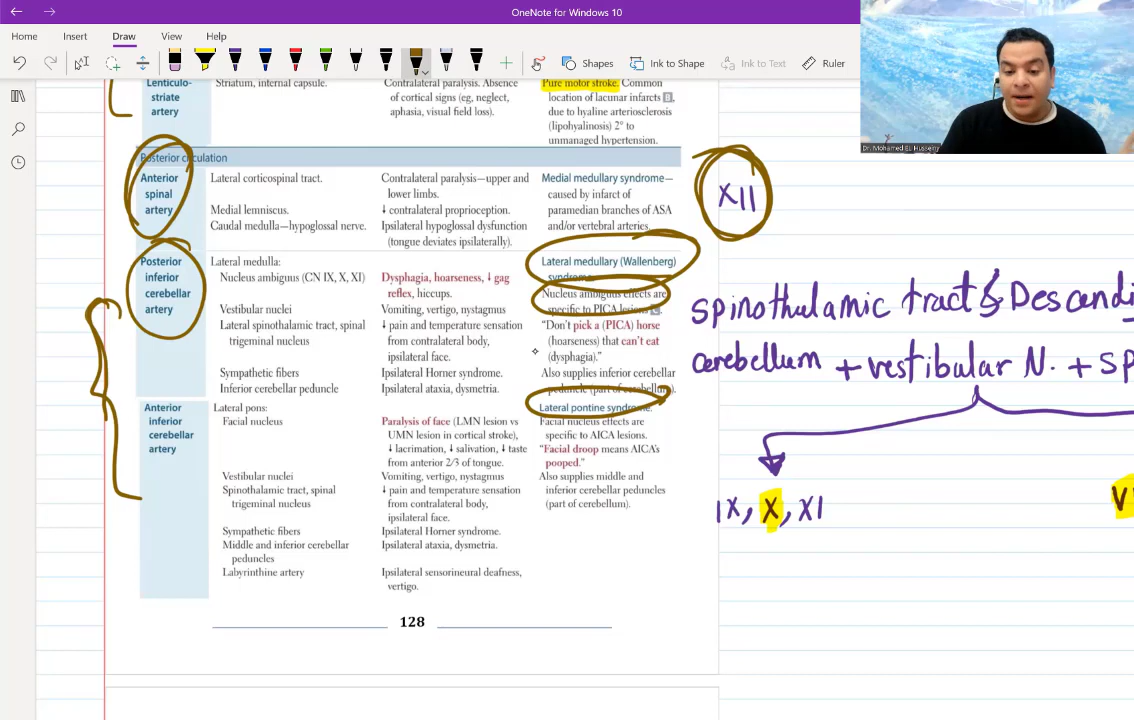 OneNote for Windows 10
Home Insert Draw View Help
Shapes Ink to Shape Ink to Text Ruler
Dr. Mohamed EL Husseiny
Lenticulo-
striate
artery
Striatum, internal capsule.
Contralateral paralysis. Absence
of cortical signs (eg, neglect,
aphasia, visual field loss).
Pure motor stroke. Common
location of lacunar infarcts B,
due to hyaline arteriosclerosis
(lipohyalinosis) 2° to
unmanaged hypertension.
Posterior circulation
Anterior
spinal
artery
Lateral corticospinal tract.
Contralateral paralysis—upper and
lower limbs.
Medial lemniscus.
↓ contralateral proprioception.
Caudal medulla—hypoglossal nerve.
Ipsilateral hypoglossal dysfunction
(tongue deviates ipsilaterally).
Medial medullary syndrome—
caused by infarct of
paramedian branches of ASA
and/or vertebral arteries.
XII
Posterior
inferior
cerebellar
artery
Lateral medulla:
Nucleus ambiguus (CN IX, X, XI)
Dysphagia, hoarseness, ↓ gag
reflex, hiccups.
Vestibular nuclei
Vomiting, vertigo, nystagmus
Lateral spinothalamic tract, spinal
trigeminal nucleus
↓ pain and temperature sensation
from contralateral body,
ipsilateral face.
Sympathetic fibers
Ipsilateral Horner syndrome.
Inferior cerebellar peduncle
Ipsilateral ataxia, dysmetria.
Lateral medullary (Wallenberg)
syndrome
Nucleus ambiguus effects are
specific to PICA lesions C.
“Don’t pick a (PICA) horse
(hoarseness) that can’t eat
(dysphagia).”
Also supplies inferior cerebellar
peduncle (part of cerebellum).
Anterior
inferior
cerebellar
artery
Lateral pons:
Facial nucleus
Paralysis of face (LMN lesion vs
UMN lesion in cortical stroke),
↓ lacrimation, ↓ salivation, ↓ taste
from anterior 2/3 of tongue.
Vestibular nuclei
Vomiting, vertigo, nystagmus
Spinothalamic tract, spinal
trigeminal nucleus
↓ pain and temperature sensation
from contralateral body,
ipsilateral face.
Sympathetic fibers
Ipsilateral Horner syndrome.
Middle and inferior cerebellar
peduncles
Ipsilateral ataxia, dysmetria.
Labyrinthine artery
Ipsilateral sensorineural deafness,
vertigo.
Lateral pontine syndrome.
Facial nucleus effects are
specific to AICA lesions.
“Facial droop means AICA’s
pooped.”
Also supplies middle and
inferior cerebellar peduncles
(part of cerebellum).
128
spinothulamic tract & Descandi
cerebellum + vestibular N. + sp
IX, X, XI
V